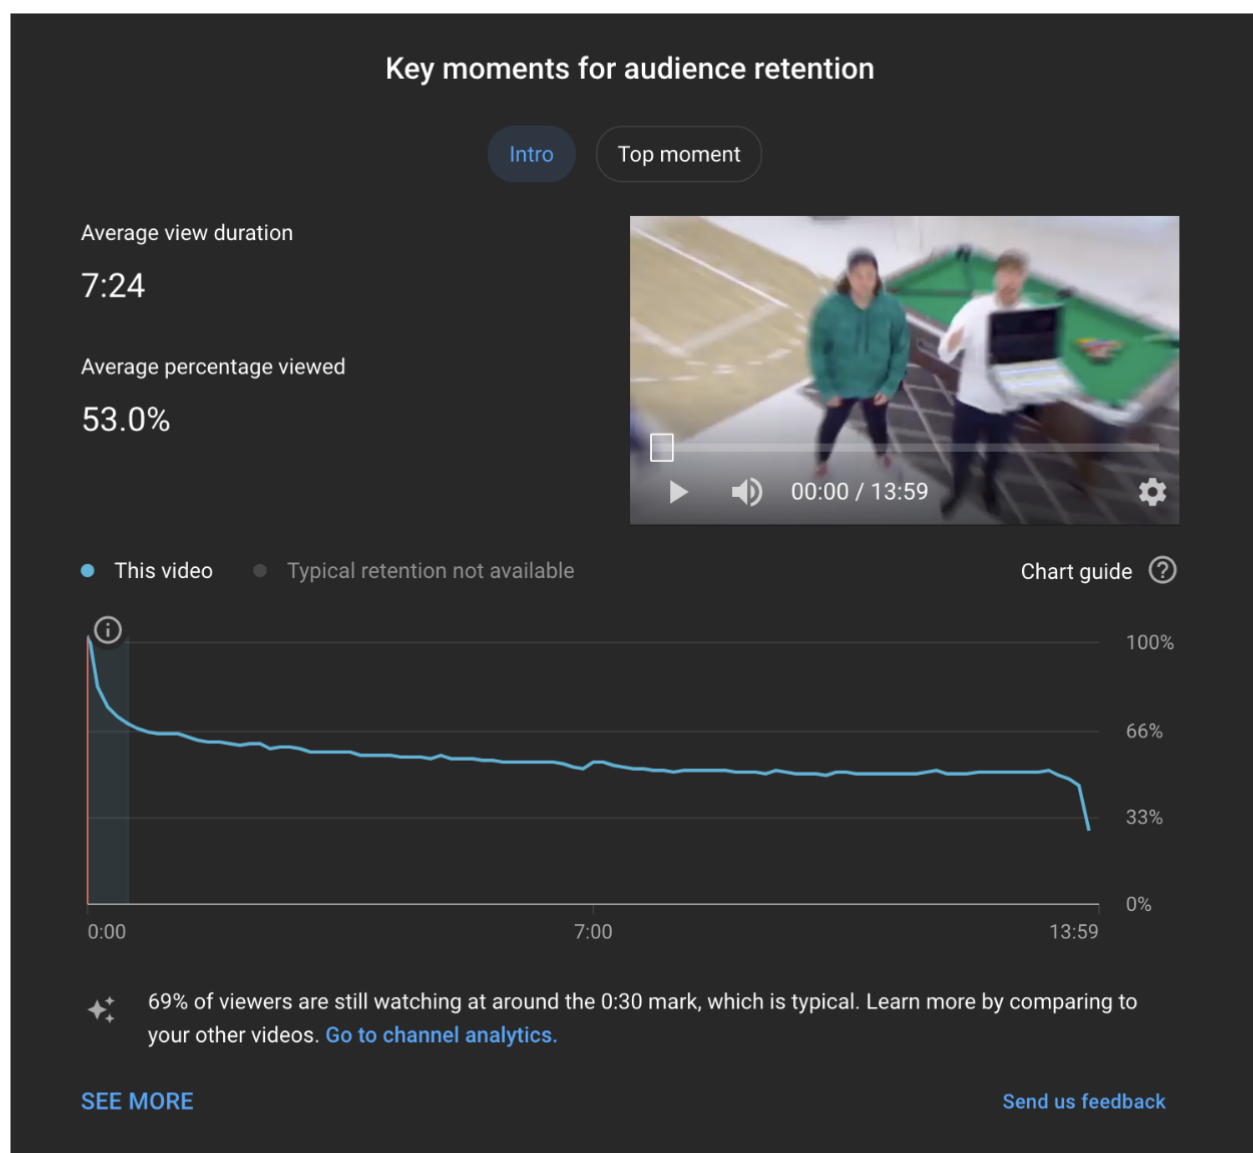 Key moments for audience retention
Intro
Top moment
Average view duration
7:24
Average percentage viewed
53.0%
00:00 / 13:59
This video
Typical retention not available
Chart guide
100%
66%
33%
0%
0:00
7:00
13:59
69% of viewers are still watching at around the 0:30 mark, which is typical. Learn more by comparing to
your other videos. Go to channel analytics.
SEE MORE
Send us feedback